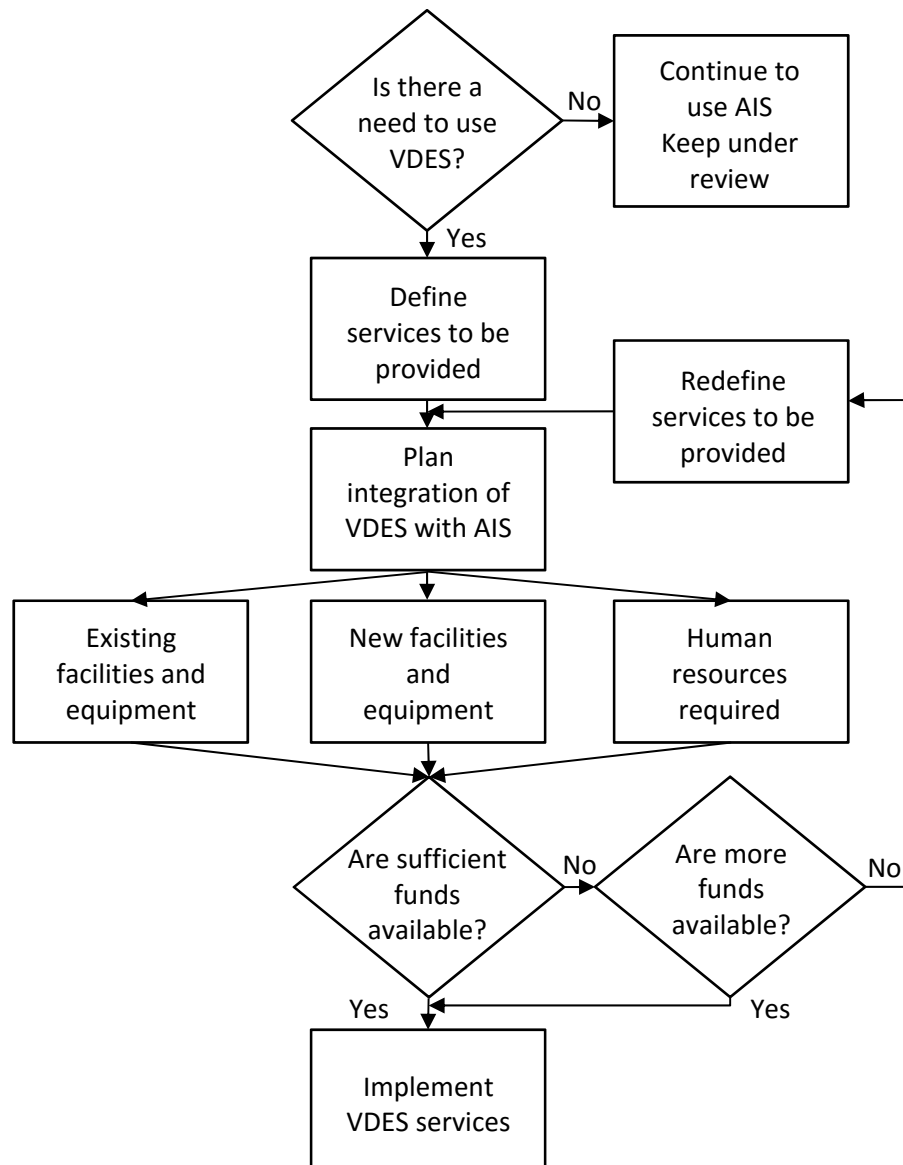 Is there a
need to use
VDES?
No
Continue to
use AIS
Keep under
review
Yes
Define
services to be
provided
Redefine
services to be
provided
Plan
integration of
VDES with AIS
Existing
facilities and
equipment
New facilities
and
equipment
Human
resources
required
Are sufficient
funds
available?
No
Are more
funds
available?
No
Yes
Yes
Implement
VDES services